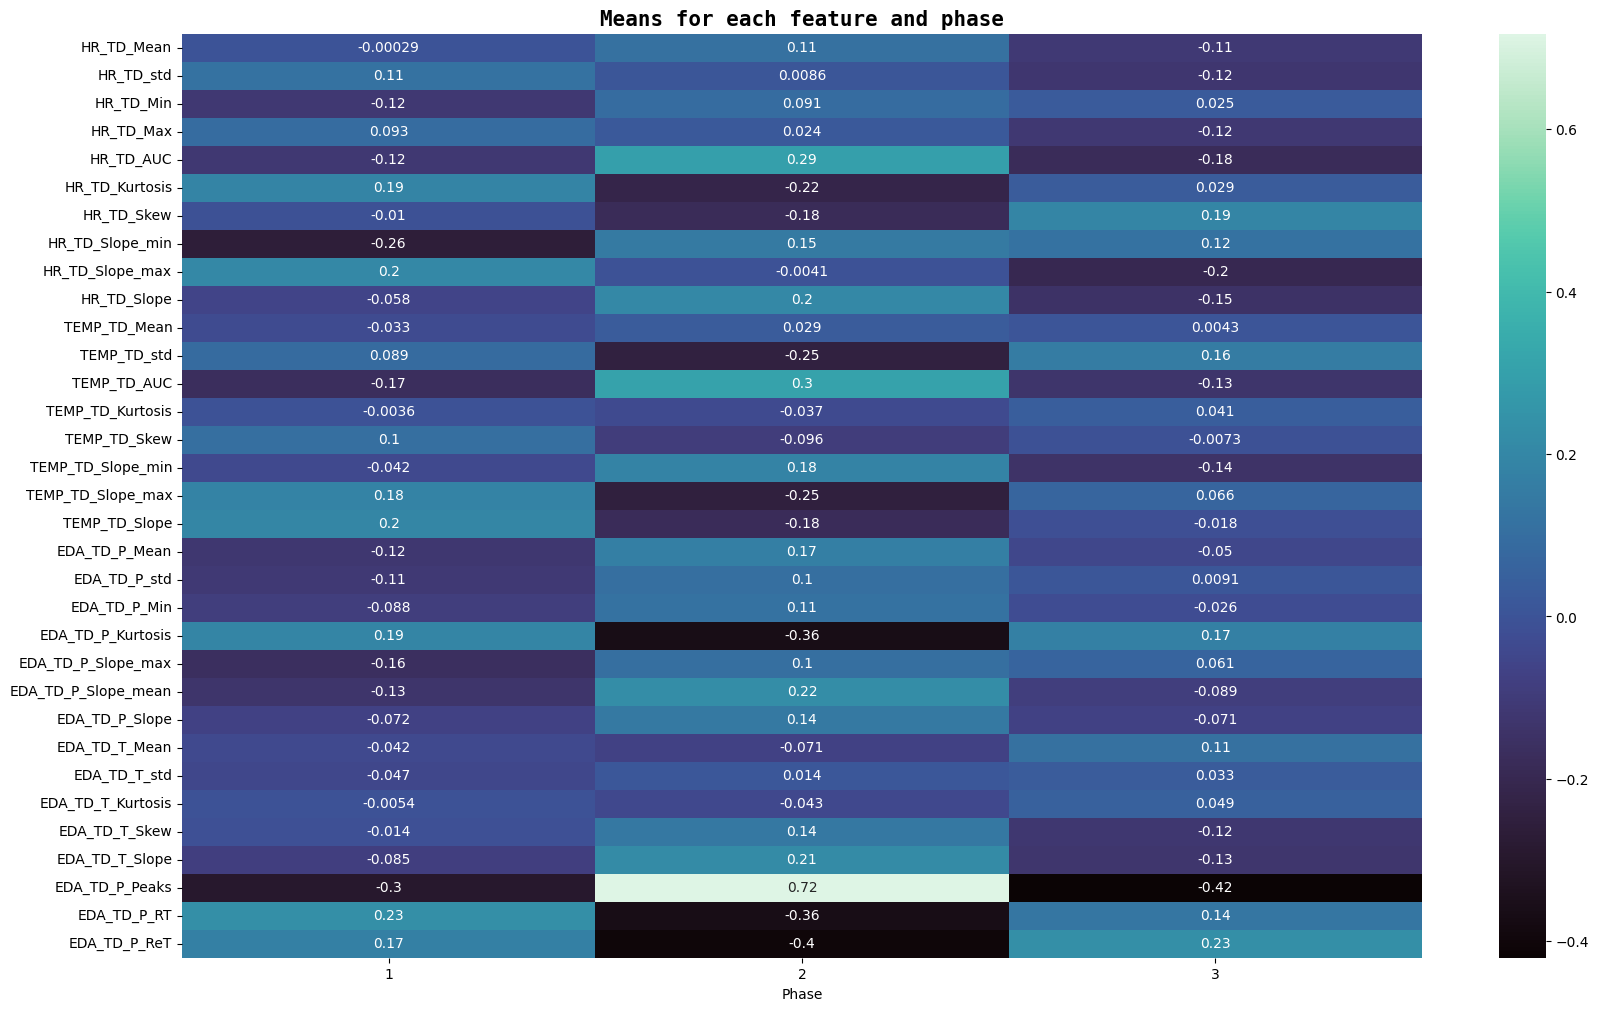 Means for each feature and phase
HR_TD_Mean -0.00029 0.11 -0.11
HR_TD_std 0.11 0.0086 -0.12
HR_TD_Min -0.12 0.091 0.025
HR_TD_Max 0.093 0.024 -0.12
HR_TD_AUC -0.12 0.29 -0.18
HR_TD_Kurtosis 0.19 -0.22 0.029
HR_TD_Skew -0.01 -0.18 0.19
HR_TD_Slope_min -0.26 0.15 0.12
HR_TD_Slope_max 0.2 -0.0041 -0.2
HR_TD_Slope -0.058 0.2 -0.15
TEMP_TD_Mean -0.033 0.029 0.0043
TEMP_TD_std 0.089 -0.25 0.16
TEMP_TD_AUC -0.17 0.3 -0.13
TEMP_TD_Kurtosis -0.0036 -0.037 0.041
TEMP_TD_Skew 0.1 -0.096 -0.0073
TEMP_TD_Slope_min -0.042 0.18 -0.14
TEMP_TD_Slope_max 0.18 -0.25 0.066
TEMP_TD_Slope 0.2 -0.18 -0.018
EDA_TD_P_Mean -0.12 0.17 -0.05
EDA_TD_P_std -0.11 0.1 0.0091
EDA_TD_P_Min -0.088 0.11 -0.026
EDA_TD_P_Kurtosis 0.19 -0.36 0.17
EDA_TD_P_Slope_max -0.16 0.1 0.061
EDA_TD_P_Slope_mean -0.13 0.22 -0.089
EDA_TD_P_Slope -0.072 0.14 -0.071
EDA_TD_T_Mean -0.042 -0.071 0.11
EDA_TD_T_std -0.047 0.014 0.033
EDA_TD_T_Kurtosis -0.0054 -0.043 0.049
EDA_TD_T_Skew -0.014 0.14 -0.12
EDA_TD_T_Slope -0.085 0.21 -0.13
EDA_TD_P_Peaks -0.3 0.72 -0.42
EDA_TD_P_RT 0.23 -0.36 0.14
EDA_TD_P_ReT 0.17 -0.4 0.23
1 2 3
Phase
0.6
0.4
0.2
0.0
−0.2
−0.4